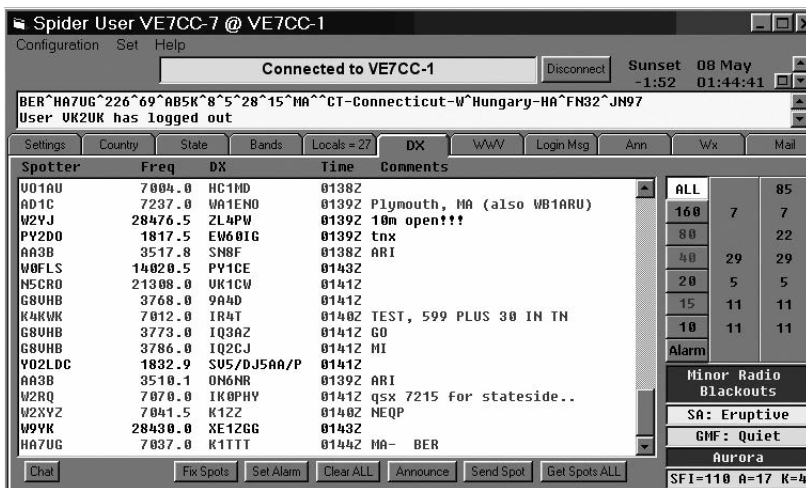 Spider User VE7CC-7 @ VE7CC-1
Configuration Set Help
Connected to VE7CC-1 Disconnect Sunset 08 May
-1:52 01:44:41
BER^HA7UG^226^69^AB5K^8^5^28^15^MA^^CT-Connecticut-W^Hungary-HA^FN32^JN97
User VK2UK has logged out
Settings Country State Bands Locals = 27 DX WWV Login Msg Ann Wx Mail
Spotter Freq DX Time Comments
VO1AU 7004.0 HC1MD 0138Z
AD1C 7237.0 WA1ENO 0139Z Plymouth, MA (also WB1ARU)
W2YJ 28476.5 ZL4PW 0139Z 10m open!!!
PY2DO 1817.5 EW60IG 0139Z tnx
AA3B 3517.8 SN8F 0138Z ARI
W0FLS 14020.5 PY1CE 0143Z
N5CRO 21308.0 VK1CW 0141Z
G8VHB 3768.0 9A4D 0141Z
K4KWK 7012.0 IR4T 0140Z TEST, 599 PLUS 30 IN TN
G8VHB 3773.0 IQ3AZ 0141Z GO
G8VHB 3786.0 IQ2CJ 0141Z MI
YO2LDC 1832.9 SV5/DJ5AA/P 0141Z
AA3B 3510.1 ON6NR 0139Z ARI
W2RQ 7070.0 IK0PHY 0141Z qsx 7215 for stateside..
W2XYZ 7041.5 K1ZZ 0140Z NEQP
W9YK 28430.0 XE1ZGG 0143Z
HA7UG 7037.0 K1TTT 0144Z MA- BER
ALL 85
160 7 7
80 22
40 29 29
20 5 5
15 11 11
10 11 11
Alarm
Minor Radio
Blackouts
SA: Eruptive
GMF: Quiet
Aurora
SFI=110 A=17 K=4
Chat Fix Spots Set Alarm Clear ALL Announce Send Spot Get Spots ALL